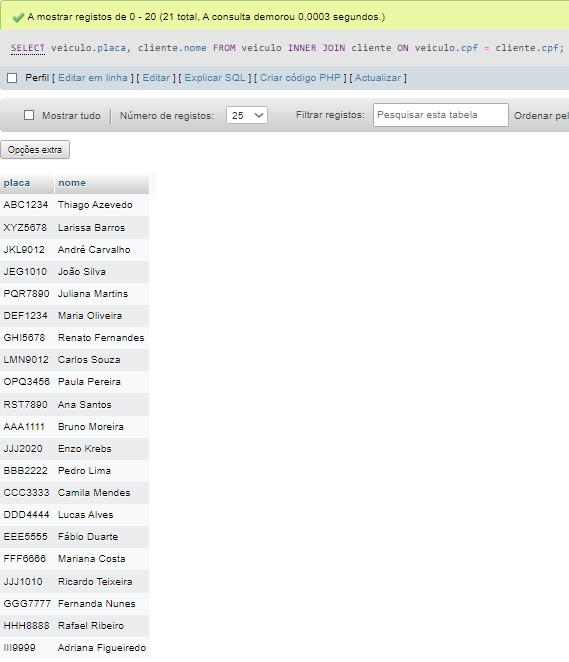 A mostrar registos de 0 - 20 (21 total, A consulta demorou 0,0003 segundos.)
SELECT veiculo.placa, cliente.nome FROM veiculo INNER JOIN cliente ON veiculo.cpf = cliente.cpf;
Perfil [ Editar em linha ] [ Editar ] [ Explicar SQL ] [ Criar código PHP ] [ Actualizar ]
Mostrar tudo | Número de registos: 25 Filtrar registos: Pesquisar esta tabela Ordenar pel
Opções extra
placa nome
ABC1234 Thiago Azevedo
XYZ5678 Larissa Barros
JKL9012 André Carvalho
JEG1010 João Silva
PQR7890 Juliana Martins
DEF1234 Maria Oliveira
GHI5678 Renato Fernandes
LMN9012 Carlos Souza
OPQ3456 Paula Pereira
RST7890 Ana Santos
AAA1111 Bruno Moreira
JJJ2020 Enzo Krebs
BBB2222 Pedro Lima
CCC3333 Camila Mendes
DDD4444 Lucas Alves
EEE5555 Fábio Duarte
FFF6666 Mariana Costa
JJJ1010 Ricardo Teixeira
GGG7777 Fernanda Nunes
HHH8888 Rafael Ribeiro
III9999 Adriana Figueiredo